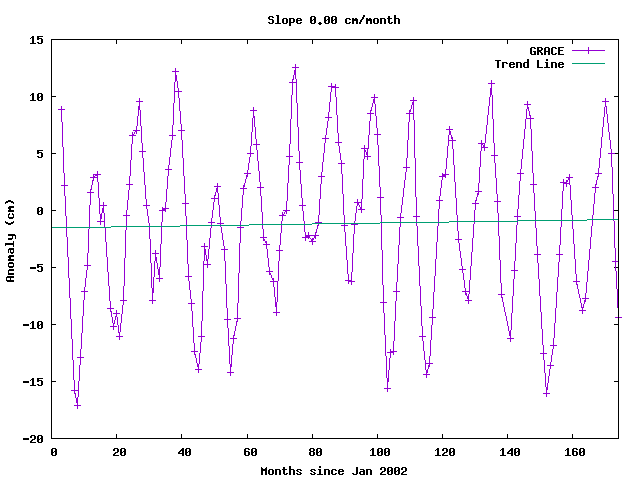 Slope 0.00 cm/month
15
10
5
0
-5
-10
-15
-20
Anomaly (cm)
GRACE
Trend Line
0 20 40 60 80 100 120 140 160
Months since Jan 2002